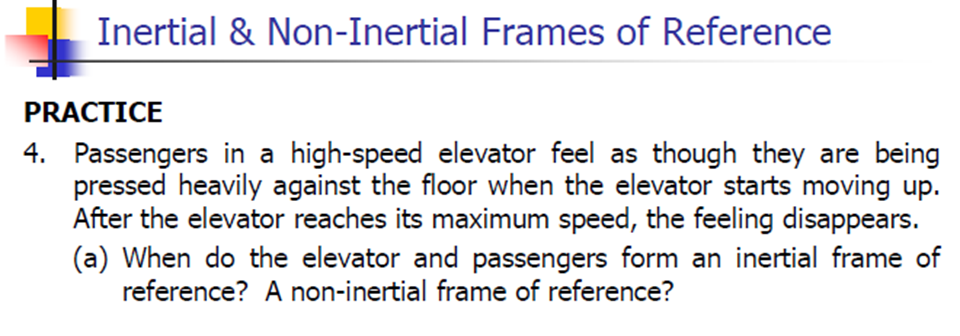 Inertial & Non-Inertial Frames of Reference
PRACTICE
4. Passengers in a high-speed elevator feel as though they are being
pressed heavily against the floor when the elevator starts moving up.
After the elevator reaches its maximum speed, the feeling disappears.
(a) When do the elevator and passengers form an inertial frame of
reference? A non-inertial frame of reference?